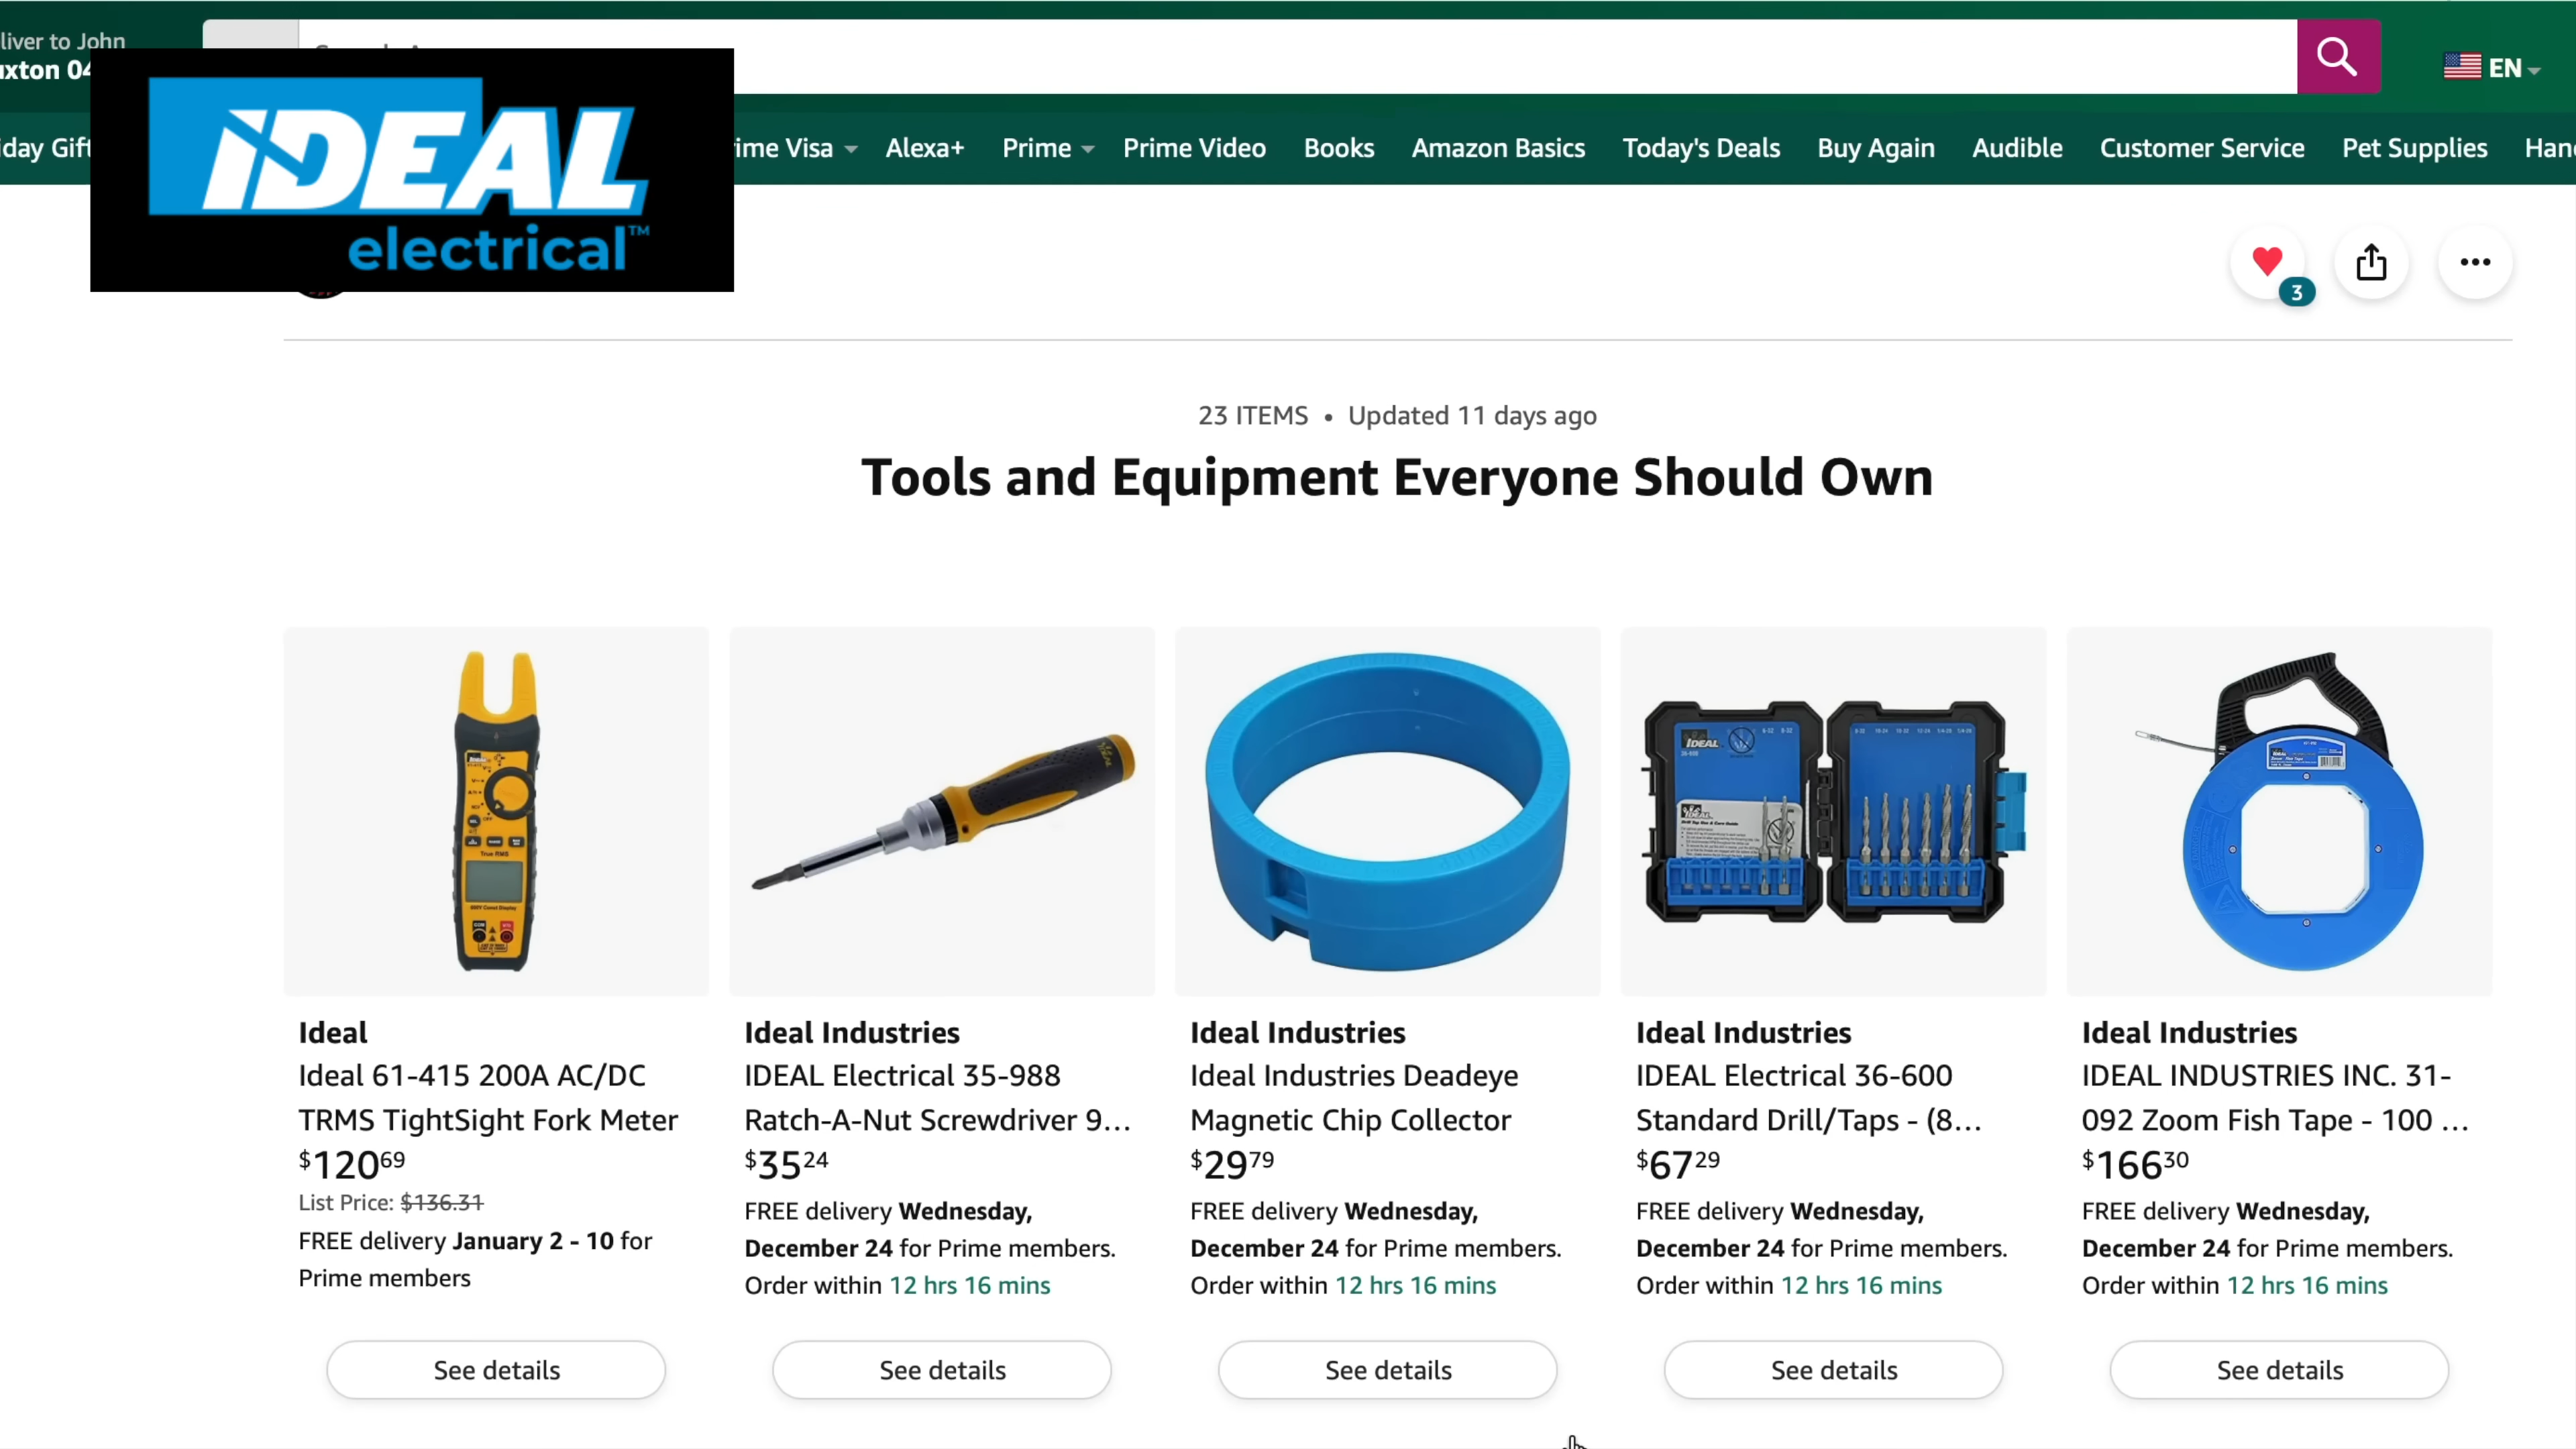 liver to John
xton 04
EN
iday Gift
ime Visa
Alexa+
Prime
Prime Video
Books
Amazon Basics
Today's Deals
Buy Again
Audible
Customer Service
Pet Supplies
Han
IDEAL
electrical™
3
23 ITEMS • Updated 11 days ago
Tools and Equipment Everyone Should Own
Ideal
Ideal 61-415 200A AC/DC
TRMS TightSight Fork Meter
$120 69
List Price: $136.31
FREE delivery January 2 - 10 for
Prime members
See details
Ideal Industries
IDEAL Electrical 35-988
Ratch-A-Nut Screwdriver 9...
$35 24
FREE delivery Wednesday,
December 24 for Prime members.
Order within 12 hrs 16 mins
See details
Ideal Industries
Ideal Industries Deadeye
Magnetic Chip Collector
$29 79
FREE delivery Wednesday,
December 24 for Prime members.
Order within 12 hrs 16 mins
See details
IDEAL
Ideal Industries
IDEAL Electrical 36-600
Standard Drill/Taps - (8...
$67 29
FREE delivery Wednesday,
December 24 for Prime members.
Order within 12 hrs 16 mins
See details
Ideal Industries
IDEAL INDUSTRIES INC. 31-
092 Zoom Fish Tape - 100 ...
$166 30
FREE delivery Wednesday,
December 24 for Prime members.
Order within 12 hrs 16 mins
See details